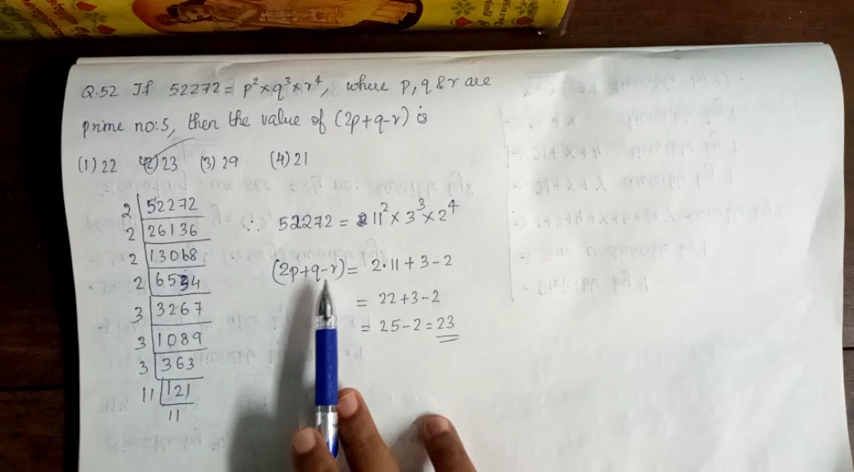 Q.52 If 52272 = p² × q³ × r⁴, where p, q & r are
prime no:s, then the value of (2p+q-r) is
(1) 22 (2) 23 (3) 29 (4) 21
2 | 52272
2 | 26136
2 | 13068
2 | 6534
3 | 3267
3 | 1089
3 | 363
11 | 121
11
∴ 52272 = 11² × 3³ × 2⁴
(2p+q-r) = 2·11 + 3 - 2
= 22 + 3 - 2
= 25 - 2 = 23